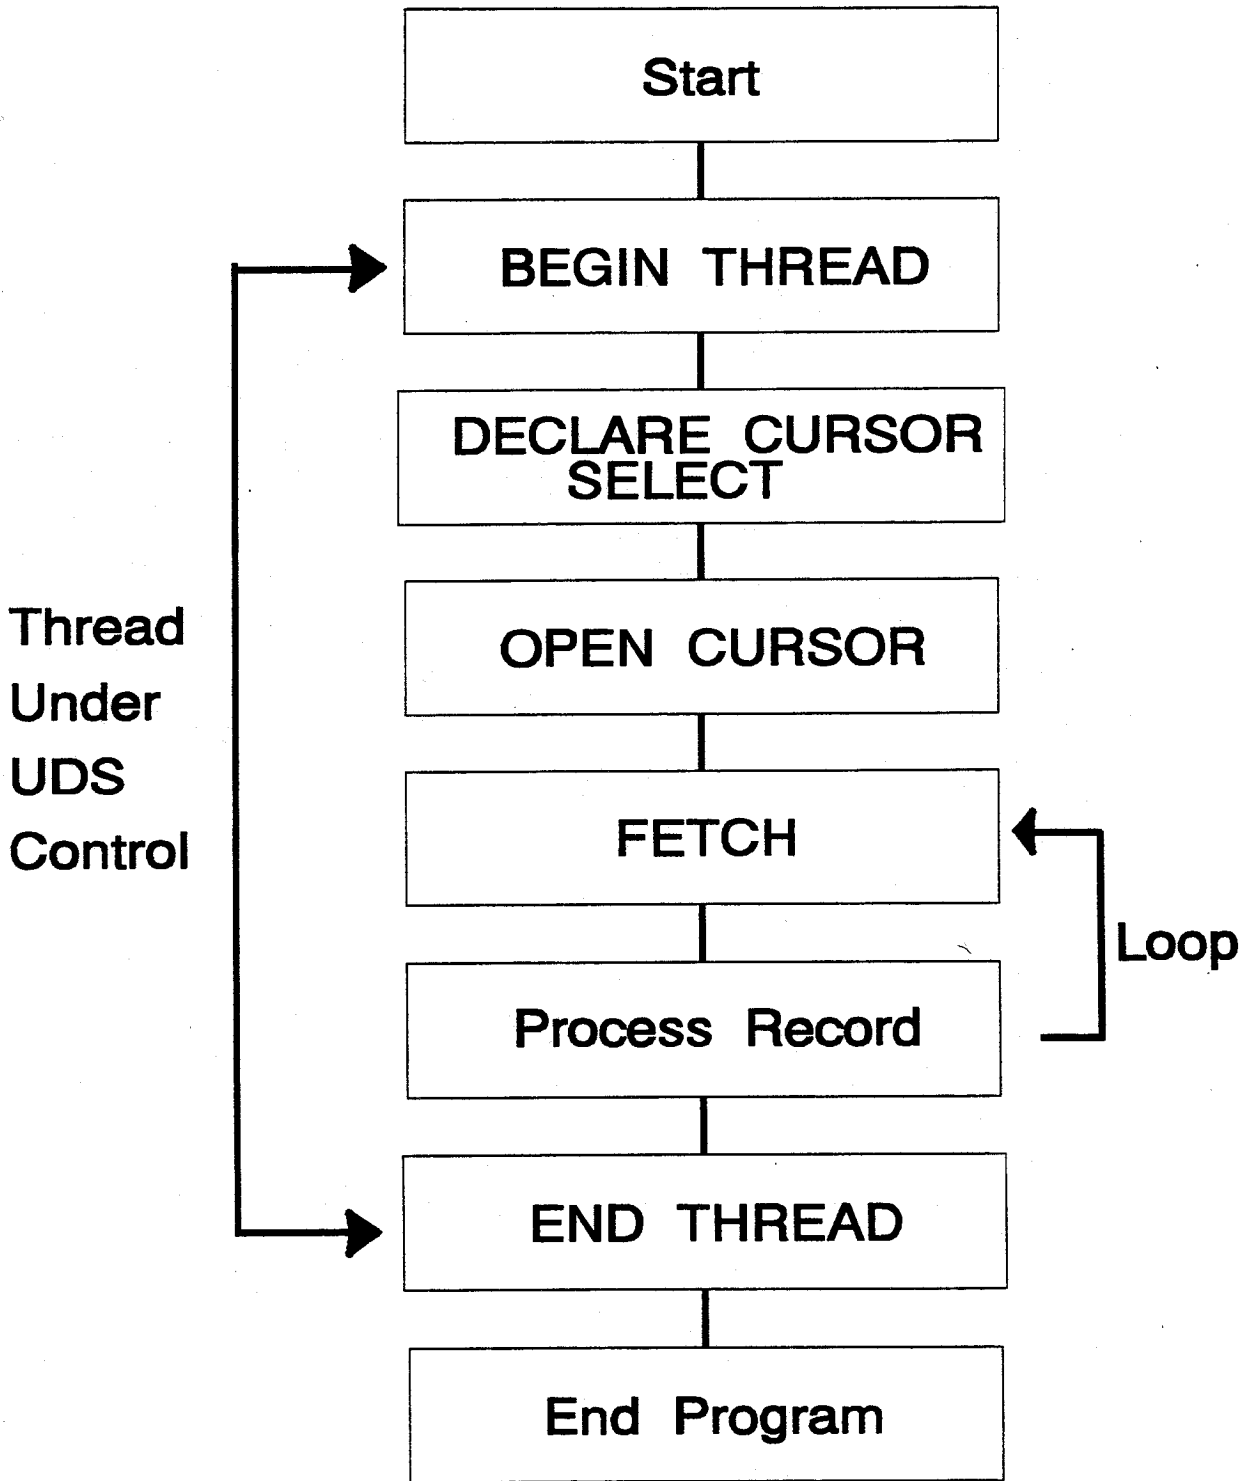 Start
BEGIN THREAD
DECLARE CURSOR
SELECT
OPEN CURSOR
Thread
Under
UDS
Control
FETCH
Loop
Process Record
END THREAD
End Program